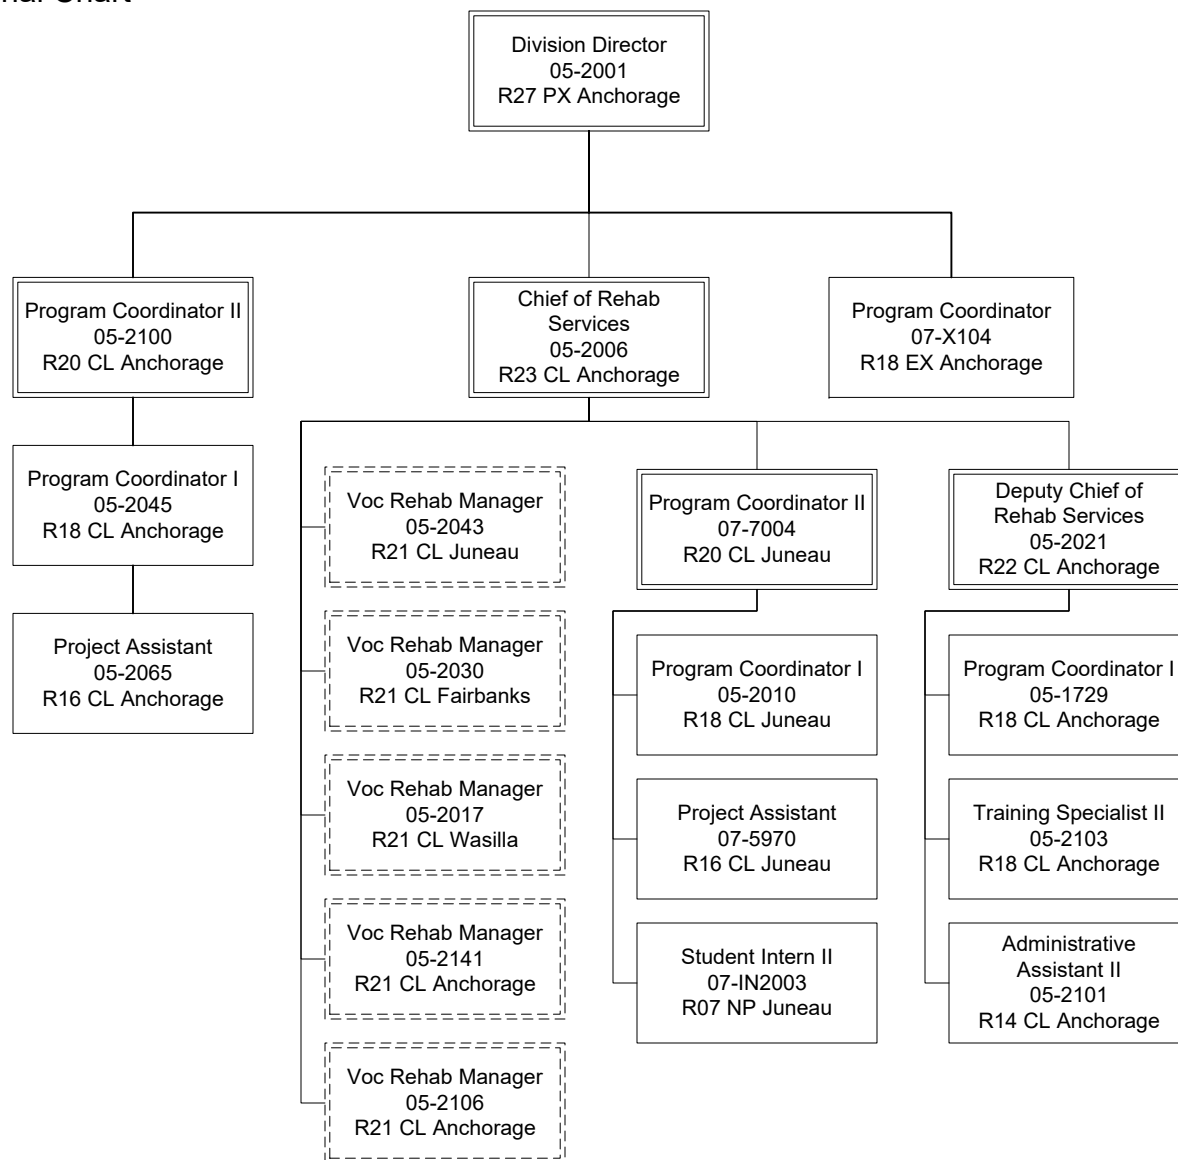 Division Director
05-2001
R27 PX Anchorage
Program Coordinator II
05-2100
R20 CL Anchorage
Chief of Rehab
Services
05-2006
R23 CL Anchorage
Program Coordinator
07-X104
R18 EX Anchorage
Program Coordinator I
05-2045
R18 CL Anchorage
Project Assistant
05-2065
R16 CL Anchorage
Voc Rehab Manager
05-2043
R21 CL Juneau
Voc Rehab Manager
05-2030
R21 CL Fairbanks
Voc Rehab Manager
05-2017
R21 CL Wasilla
Voc Rehab Manager
05-2141
R21 CL Anchorage
Voc Rehab Manager
05-2106
R21 CL Anchorage
Program Coordinator II
07-7004
R20 CL Juneau
Program Coordinator I
05-2010
R18 CL Juneau
Project Assistant
07-5970
R16 CL Juneau
Student Intern II
07-IN2003
R07 NP Juneau
Deputy Chief of
Rehab Services
05-2021
R22 CL Anchorage
Program Coordinator I
05-1729
R18 CL Anchorage
Training Specialist II
05-2103
R18 CL Anchorage
Administrative
Assistant II
05-2101
R14 CL Anchorage